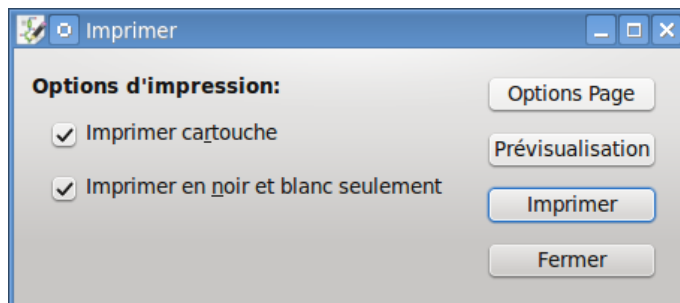 Imprimer
Options d'impression:
Imprimer cartouche
Imprimer en noir et blanc seulement
Options Page
Prévisualisation
Imprimer
Fermer